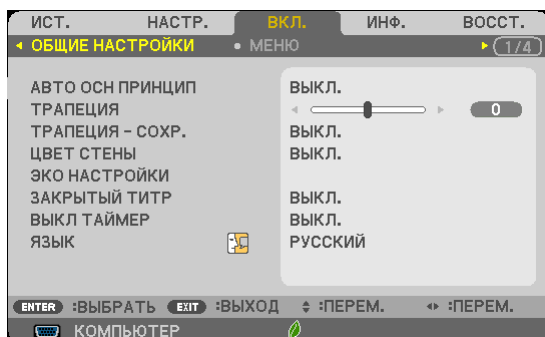 ИСТ. НАСТР. ВКЛ. ИНФ. ВОССТ.
ОБЩИЕ НАСТРОЙКИ • МЕНЮ 1/4
АВТО ОСН ПРИНЦИП ВЫКЛ.
ТРАПЕЦИЯ 0
ТРАПЕЦИЯ – СОХР. ВЫКЛ.
ЦВЕТ СТЕНЫ ВЫКЛ.
ЭКО НАСТРОЙКИ
ЗАКРЫТЫЙ ТИТР ВЫКЛ.
ВЫКЛ ТАЙМЕР ВЫКЛ.
ЯЗЫК РУССКИЙ
ENTER :ВЫБРАТЬ EXIT :ВЫХОД :ПЕРЕМ. :ПЕРЕМ.
КОМПЬЮТЕР